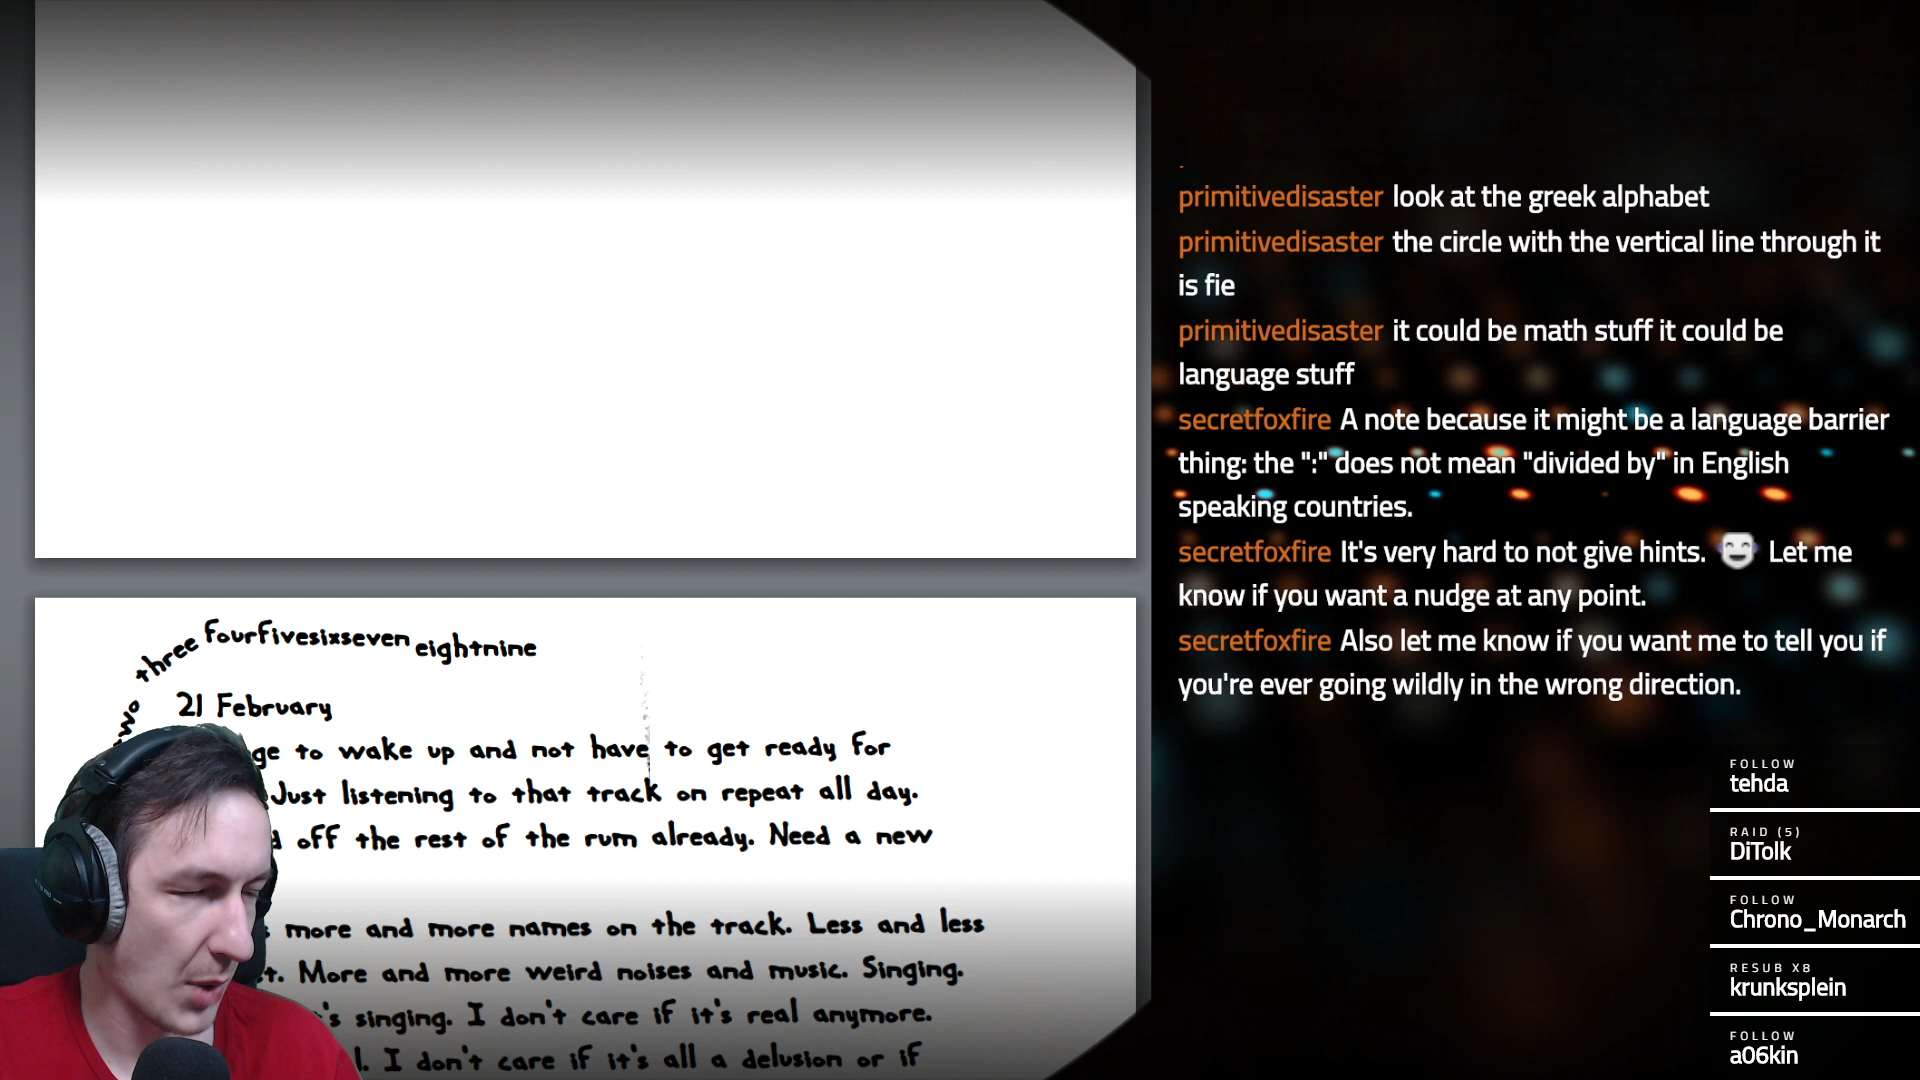 primitivedisaster look at the greek alphabet
primitivedisaster the circle with the vertical line through it
is fie
primitivedisaster it could be math stuff it could be
language stuff
secretfoxfire A note because it might be a language barrier
thing: the ":" does not mean "divided by" in English
speaking countries.
secretfoxfire It's very hard to not give hints. Let me
know if you want a nudge at any point.
secretfoxfire Also let me know if you want me to tell you if
you're ever going wildly in the wrong direction.
three fourfivesixseven eightnine
21 February
to wake up and not have to get ready for
Just listening to that track on repeat all day.
off the rest of the rum already. Need a new
more and more names on the track. Less and less
More and more weird noises and music. Singing.
singing. I don't care if it's real anymore.
I don't care if it's all a delusion or if
FOLLOW
tehda
RAID (5)
DiTolk
FOLLOW
Chrono_Monarch
RESUB X8
krunksplein
FOLLOW
a06kin